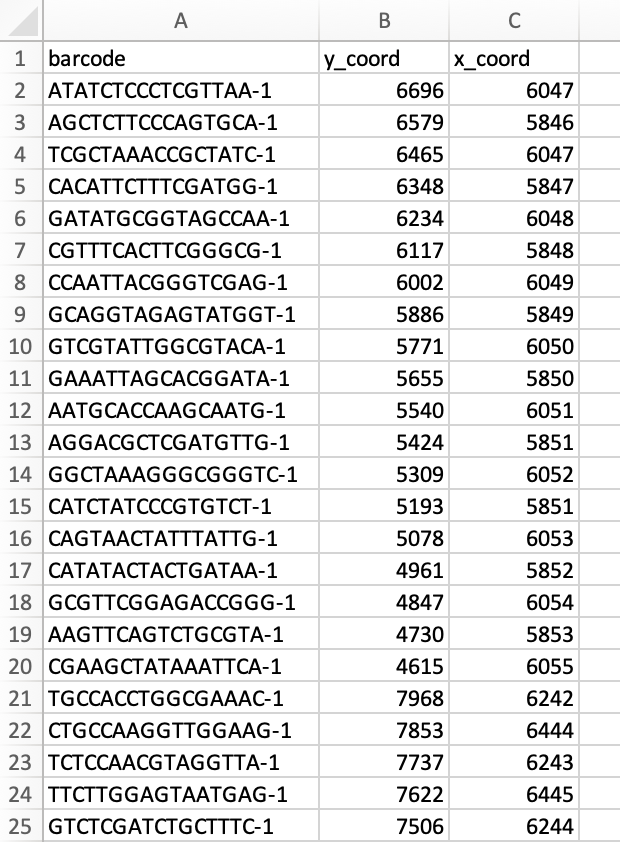 A B C
1 barcode y_coord x_coord
2 ATATCTCCCTCGTTAA-1 6696 6047
3 AGCTCTTCCCAGTGCA-1 6579 5846
4 TCGCTAAACCGCTATC-1 6465 6047
5 CACATTCTTTCGATGG-1 6348 5847
6 GATATGCGGTAGCCAA-1 6234 6048
7 CGTTTCACTTCGGGCG-1 6117 5848
8 CCAATTACGGGTCGAG-1 6002 6049
9 GCAGGTAGAGTATGGT-1 5886 5849
10 GTCGTATTGGCGTACA-1 5771 6050
11 GAAATTAGCACGGATA-1 5655 5850
12 AATGCACCAAGCAATG-1 5540 6051
13 AGGACGCTCGATGTTG-1 5424 5851
14 GGCTAAAGGGCGGGTC-1 5309 6052
15 CATCTATCCCGTGTCT-1 5193 5851
16 CAGTAACTATTTATTG-1 5078 6053
17 CATATACTACTGATAA-1 4961 5852
18 GCGTTCGGAGACCGGG-1 4847 6054
19 AAGTTCAGTCTGCGTA-1 4730 5853
20 CGAAGCTATAAATTCA-1 4615 6055
21 TGCCACCTGGCGAAAC-1 7968 6242
22 CTGCCAAGGTTGGAAG-1 7853 6444
23 TCTCCAACGTAGGTTA-1 7737 6243
24 TTCTTGGAGTAATGAG-1 7622 6445
25 GTCTCGATCTGCTTTC-1 7506 6244